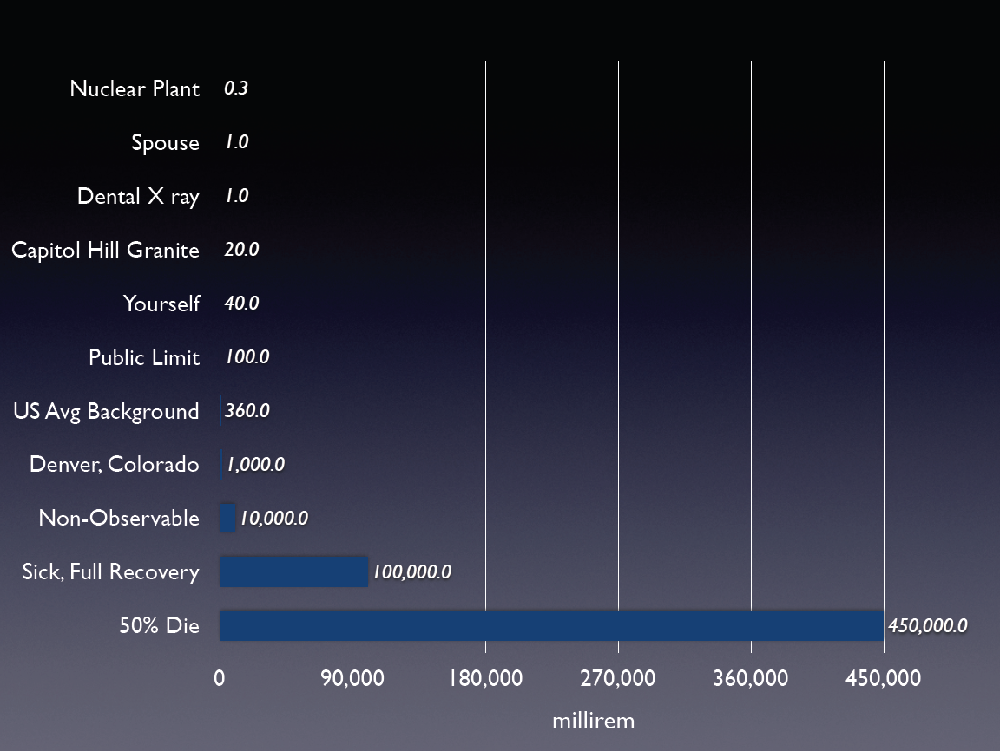 Nuclear Plant 0.3
Spouse 1.0
Dental X ray 1.0
Capitol Hill Granite 20.0
Yourself 40.0
Public Limit 100.0
US Avg Background 360.0
Denver, Colorado 1,000.0
Non-Observable 10,000.0
Sick, Full Recovery 100,000.0
50% Die 450,000.0
0 90,000 180,000 270,000 360,000 450,000
millirem